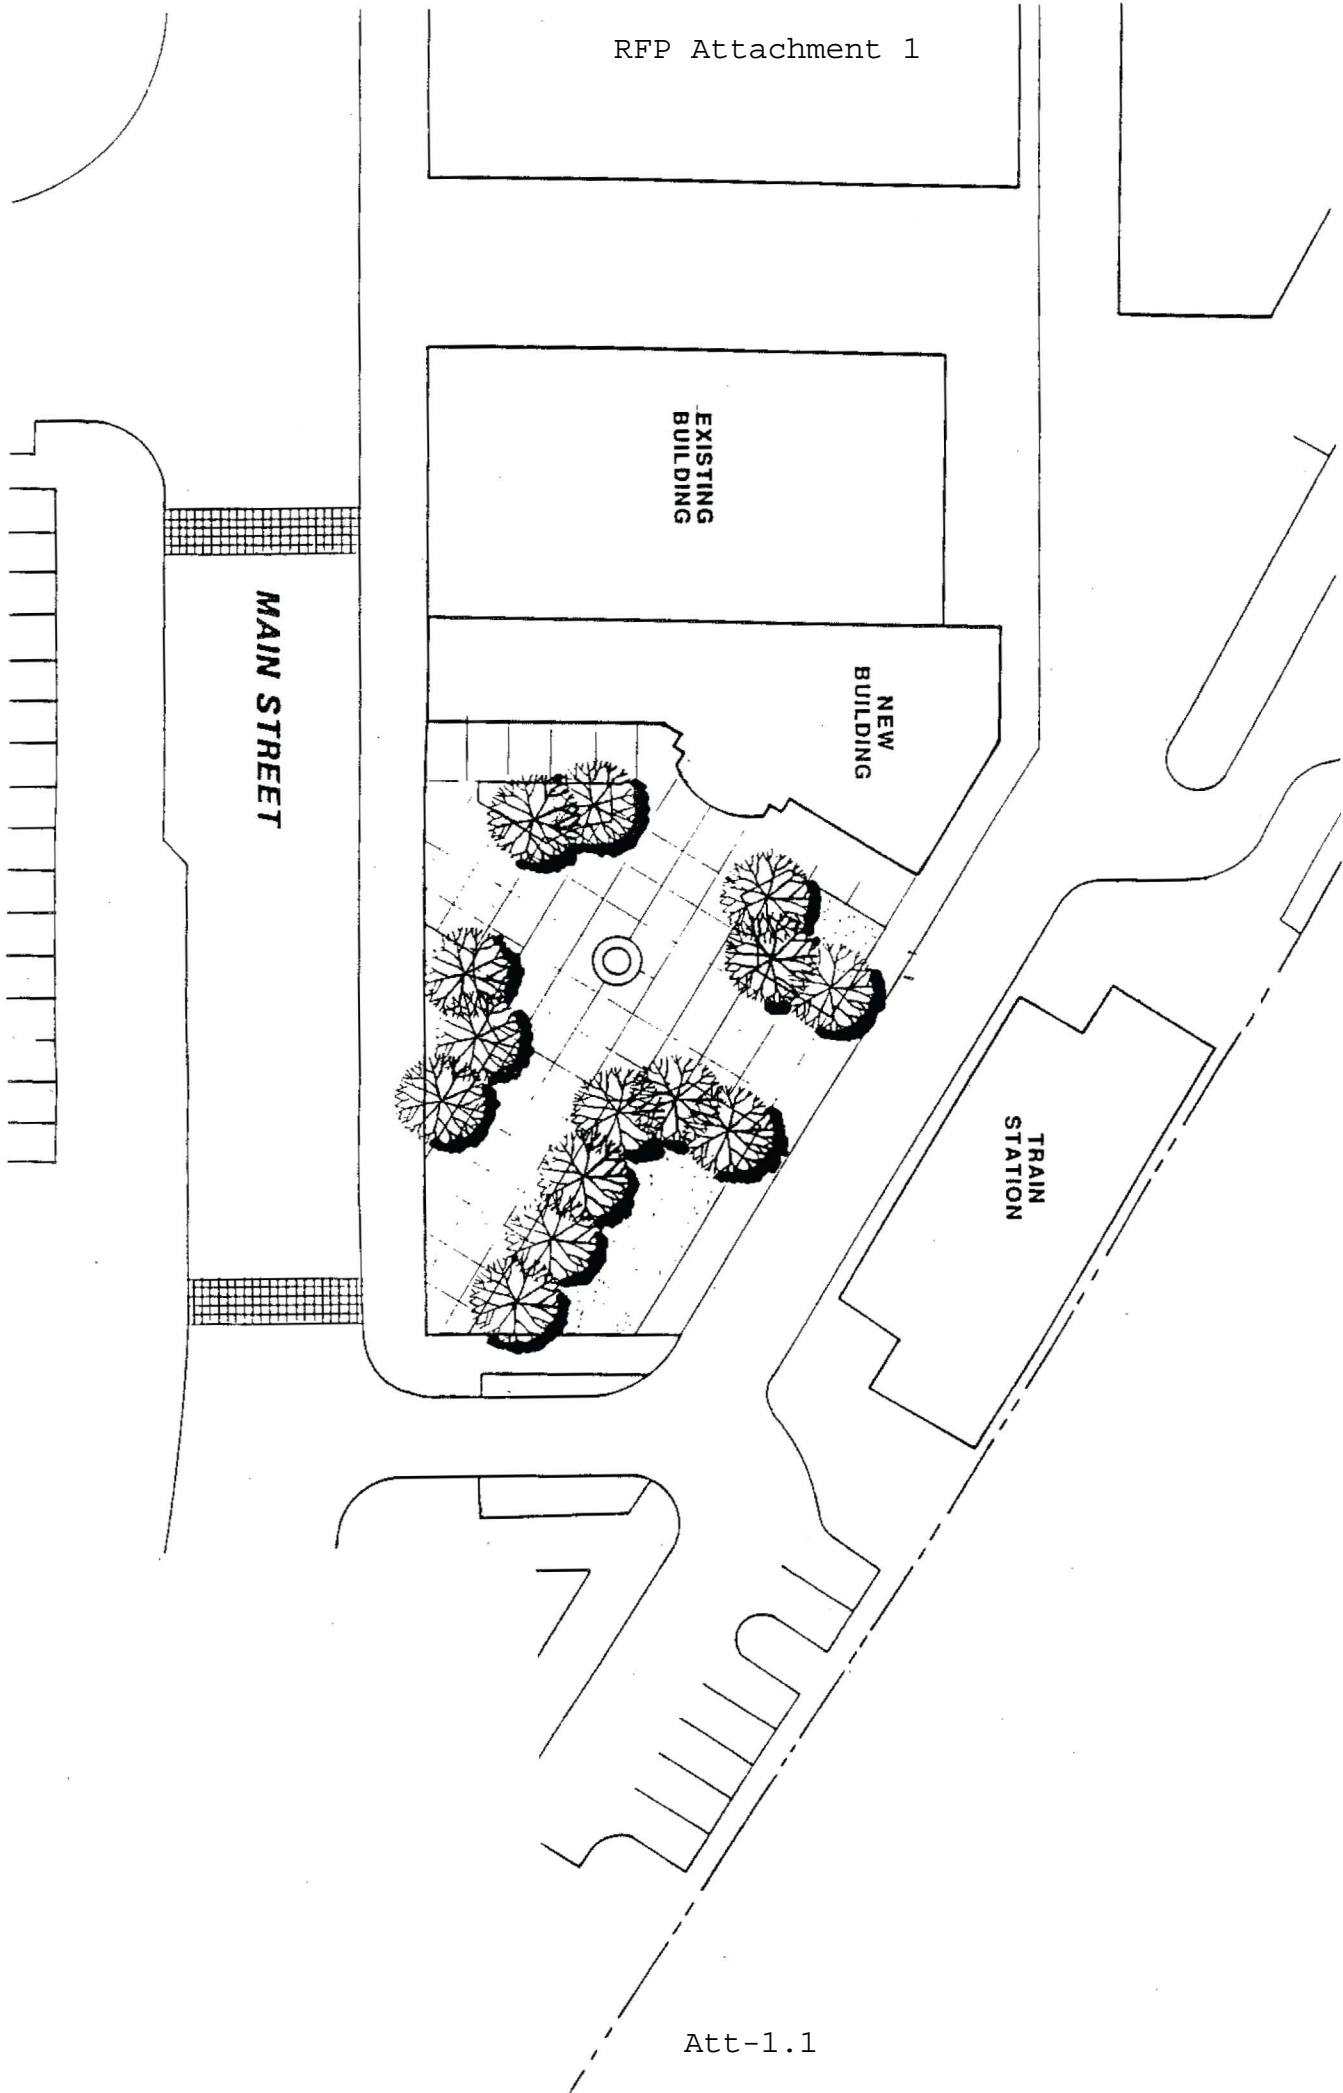 RFP Attachment 1
EXISTING
BUILDING
NEW
BUILDING
MAIN STREET
TRAIN
STATION
Att-1.1